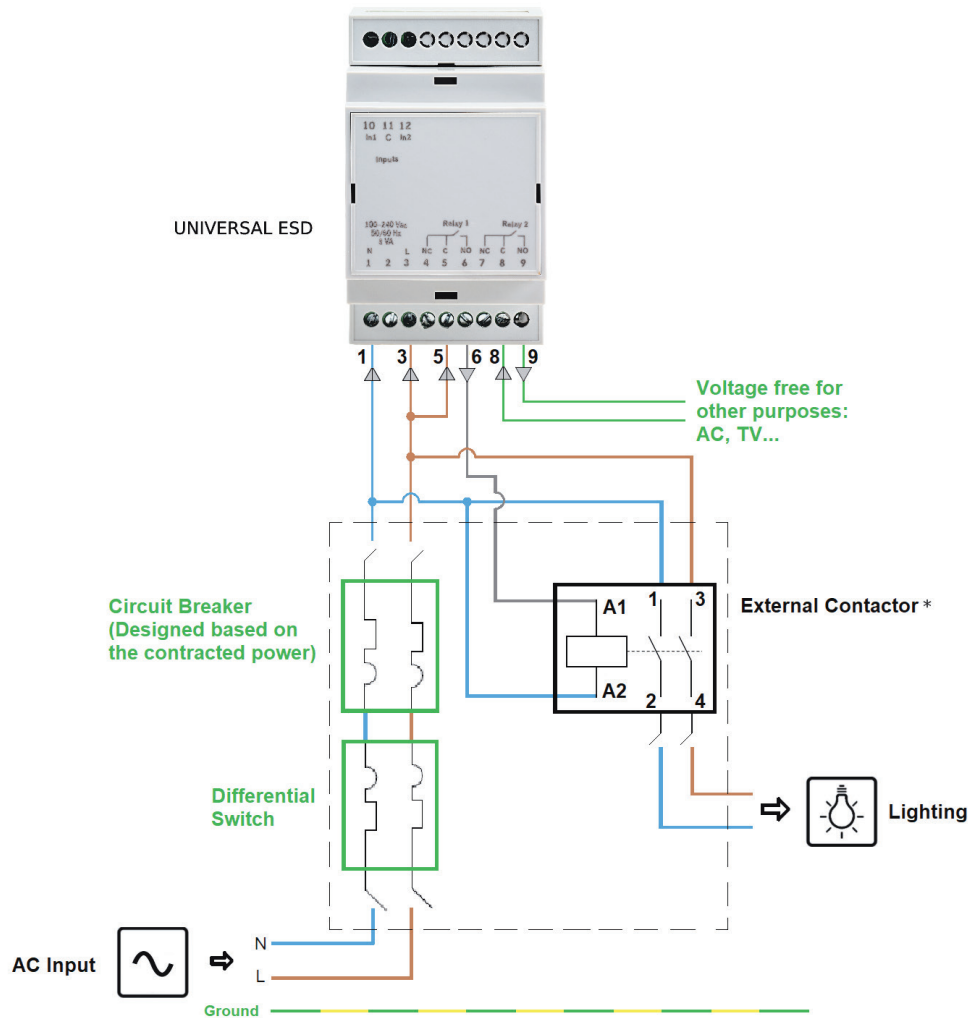 10 11 12
In1 C In2
Inputs
UNIVERSAL ESD
100-240 Vac
50/60 Hz
Relay 1 Relay 2
N L NC C NO NC C NO
1 2 3 4 5 6 7 8 9
1 3 5 6 8 9
Voltage free for
other purposes:
AC, TV...
Circuit Breaker
(Designed based on
the contracted power)
A1 1 3
External Contactor *
A2 2 4
Differential
Switch
Lighting
N
AC Input
L
Ground